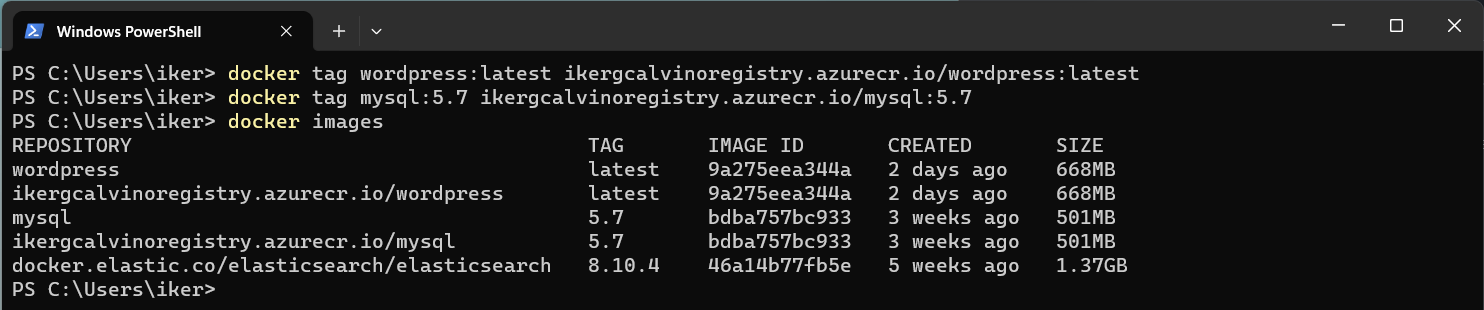 Windows PowerShell
PS C:\Users\iker> docker tag wordpress:latest ikergcalvinoregistry.azurecr.io/wordpress:latest
PS C:\Users\iker> docker tag mysql:5.7 ikergcalvinoregistry.azurecr.io/mysql:5.7
PS C:\Users\iker> docker images
REPOSITORY                                      TAG       IMAGE ID       CREATED       SIZE
wordpress                                       latest    9a275eea344a   2 days ago    668MB
ikergcalvinoregistry.azurecr.io/wordpress       latest    9a275eea344a   2 days ago    668MB
mysql                                           5.7       bdba757bc933   3 weeks ago   501MB
ikergcalvinoregistry.azurecr.io/mysql           5.7       bdba757bc933   3 weeks ago   501MB
docker.elastic.co/elasticsearch/elasticsearch   8.10.4    46a14b77fb5e   5 weeks ago   1.37GB
PS C:\Users\iker>